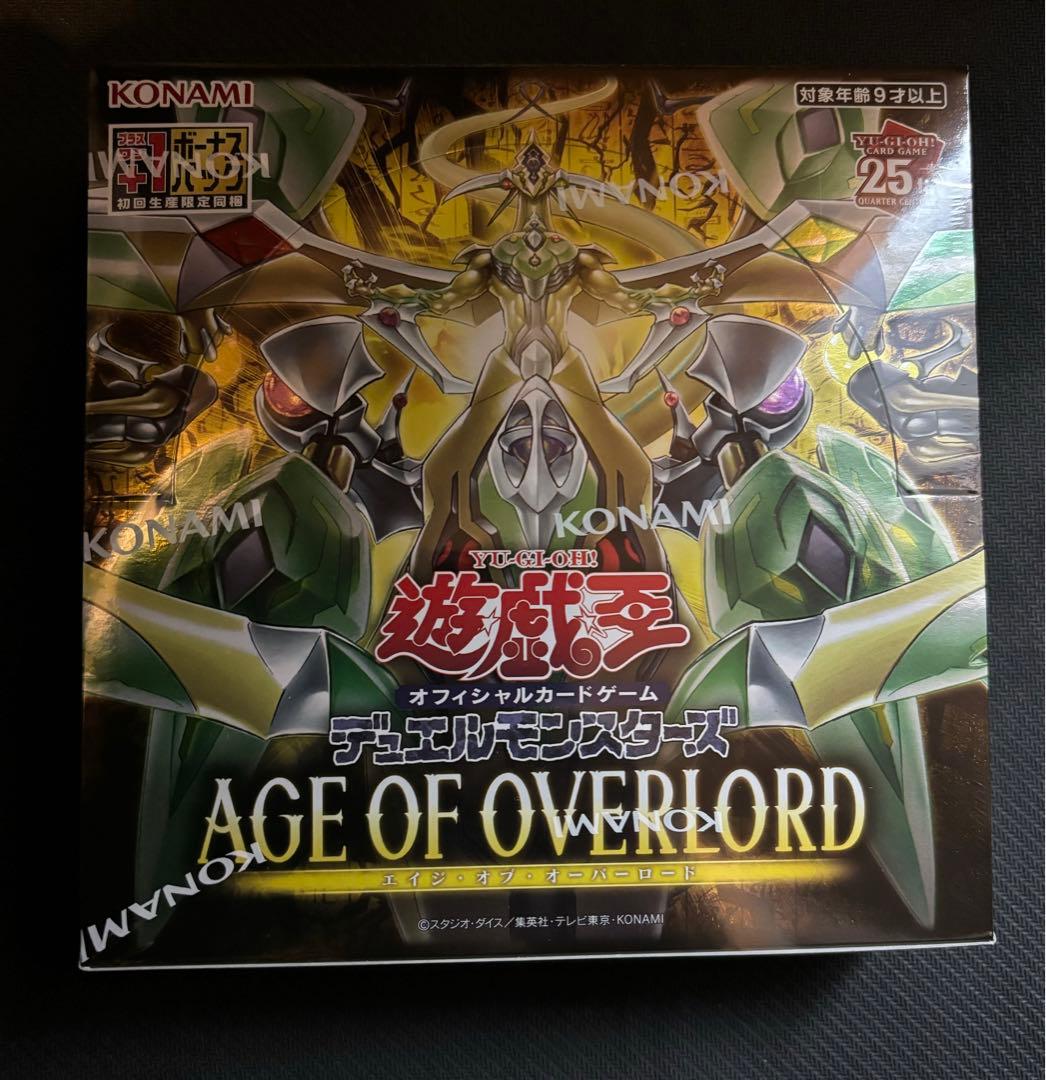 KONAMI
対象年齢9才以上
プラス
+1
ボーナス
パック
初回生産限定同梱
YU-GI-OH!
CARD GAME
25
QUARTER CENTURY
KONAMI
KONAMI
KONAMI
KONAMI
YU-GI-OH!
遊戯王
オフィシャルカードゲーム
デュエルモンスターズ
AGE OF OVERLORD
KONAMI
KONAMI
エイジ・オブ・オーバーロード
©スタジオ・ダイス/集英社・テレビ東京・KONAMI